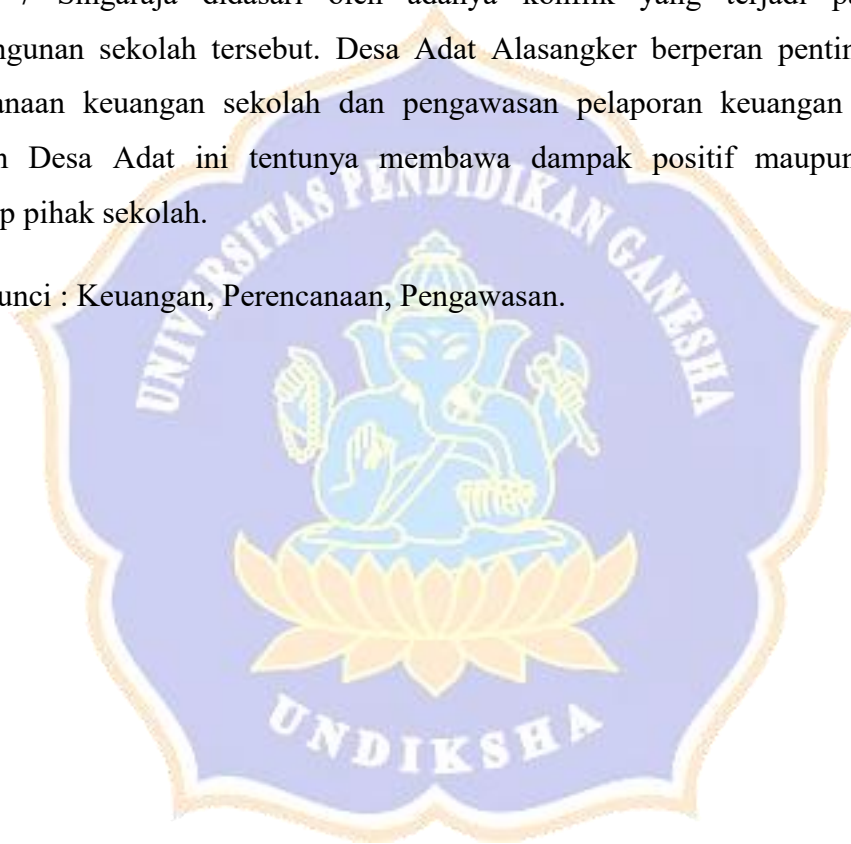 7 Singaraja didasari oleh adanya konflik yang terjadi pa
ngunan sekolah tersebut. Desa Adat Alasangker berperan pentin
anaan keuangan sekolah dan pengawasan pelaporan keuangan
n Desa Adat ini tentunya membawa dampak positif maupun
p pihak sekolah.
unci : Keuangan, Perencanaan, Pengawasan.
UNIVERSITAS PENDIDIKAN GANESHA
UNDIKSHA